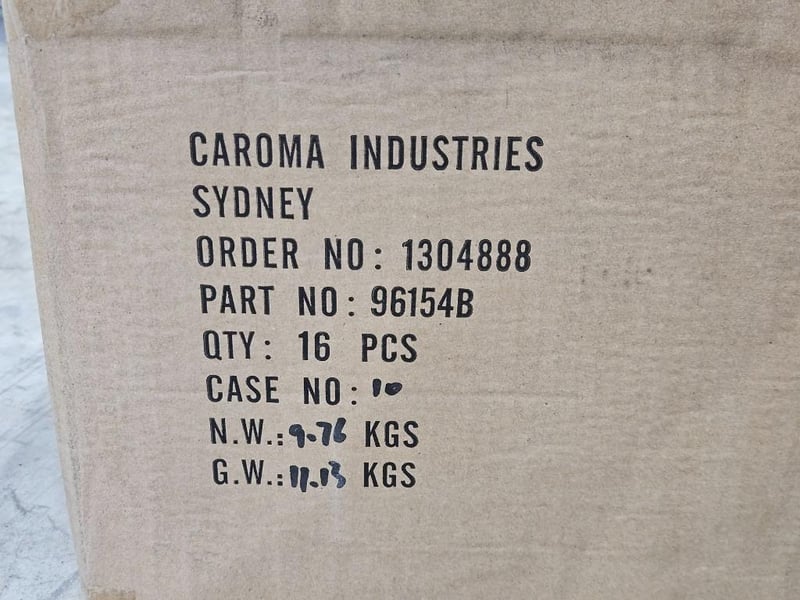 CAROMA INDUSTRIES
SYDNEY
ORDER NO: 1304888
PART NO: 96154B
QTY: 16 PCS
CASE NO: 10
N.W.: 9.76 KGS
G.W.: 11.13 KGS